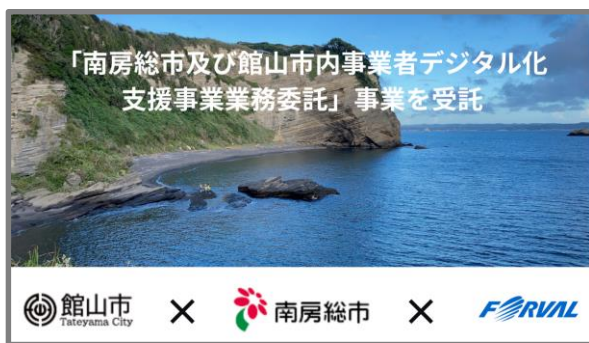 「南房総市及び館山市内事業者デジタル化
支援事業業務委託」事業を受託
館山市
Tateyama City
×
南房総市
×
FORVAL